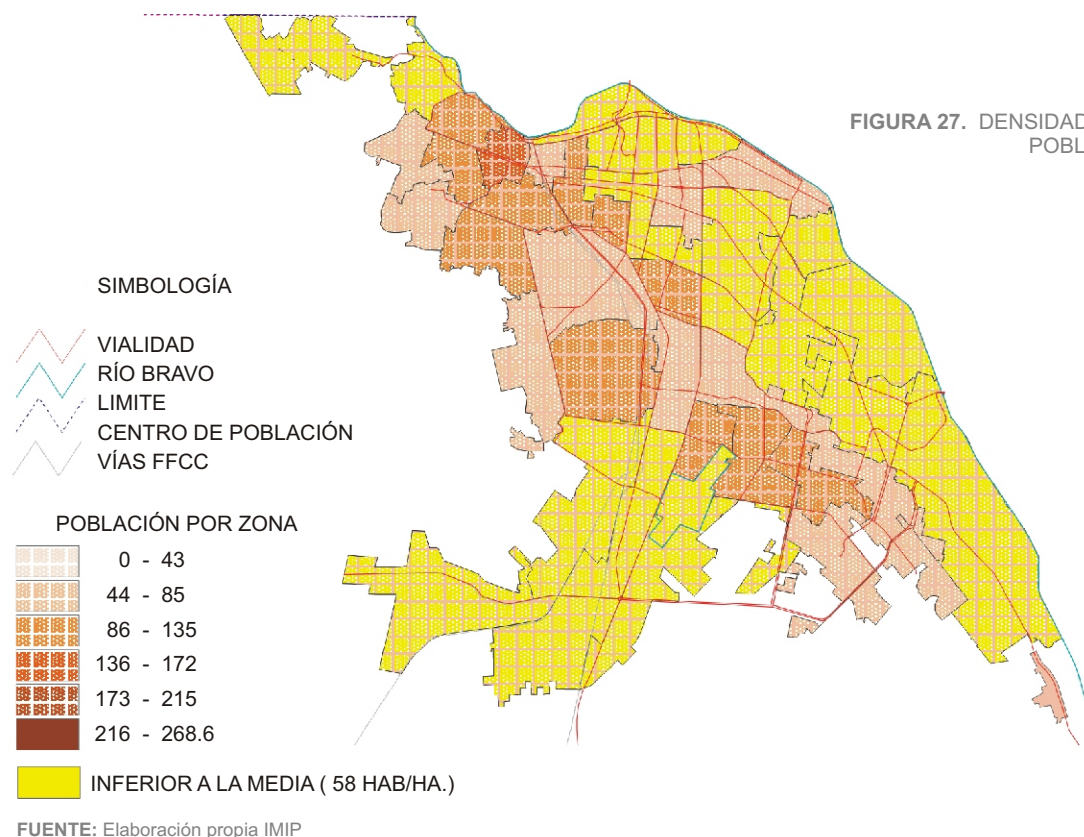 FIGURA 27. DENSIDAD
POBL
SIMBOLOGÍA
VIALIDAD
RÍO BRAVO
LIMITE
CENTRO DE POBLACIÓN
VÍAS FFCC
POBLACIÓN POR ZONA
0 - 43
44 - 85
86 - 135
136 - 172
173 - 215
216 - 268.6
INFERIOR A LA MEDIA ( 58 HAB/HA.)
FUENTE: Elaboración propia IMIP